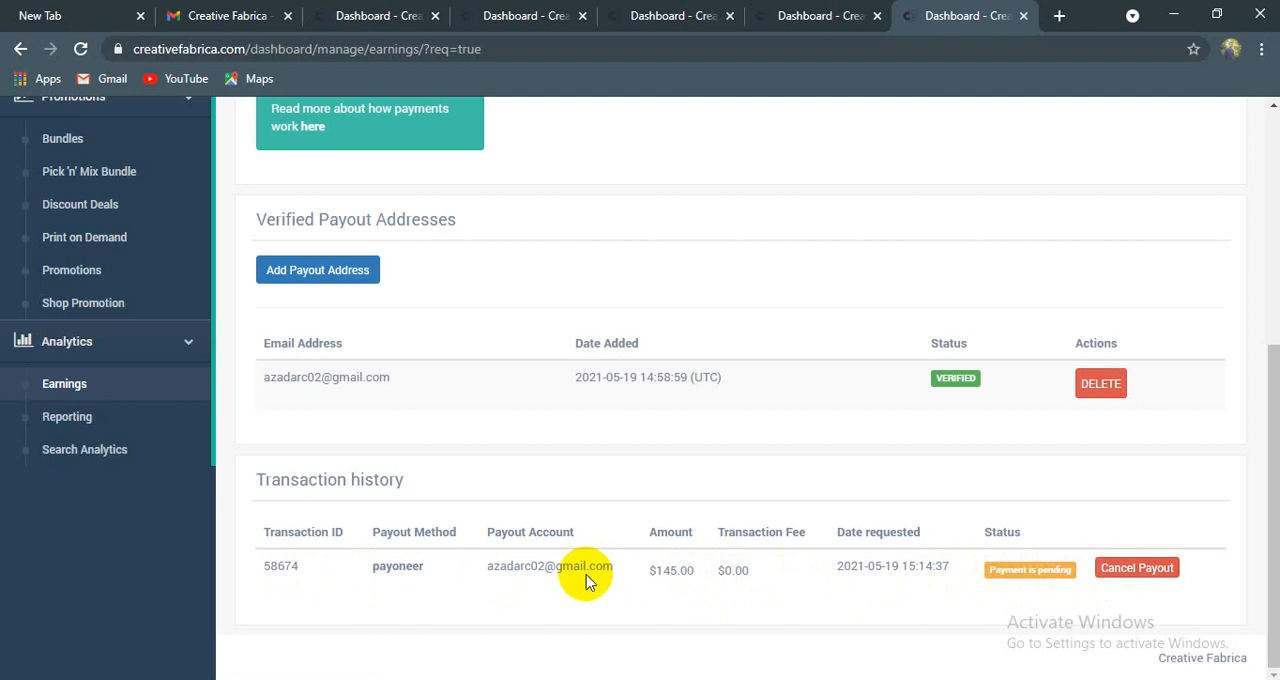 New Tab
Creative Fabrica -
Dashboard - Crea
Dashboard - Crea
Dashboard - Crea
Dashboard - Crea
Dashboard - Crea
creativefabrica.com/dashboard/manage/earnings/?req=true
Apps
Gmail
YouTube
Maps
Promotions
Bundles
Pick 'n' Mix Bundle
Discount Deals
Print on Demand
Promotions
Shop Promotion
Analytics
Earnings
Reporting
Search Analytics
Read more about how payments
work here
Verified Payout Addresses
Add Payout Address
Email Address Date Added Status Actions
azadarc02@gmail.com 2021-05-19 14:58:59 (UTC) VERIFIED DELETE
Transaction history
Transaction ID Payout Method Payout Account Amount Transaction Fee Date requested Status
58674 payoneer azadarc02@gmail.com $145.00 $0.00 2021-05-19 15:14:37 Payment is pending Cancel Payout
Activate Windows
Go to Settings to activate Windows.
Creative Fabrica